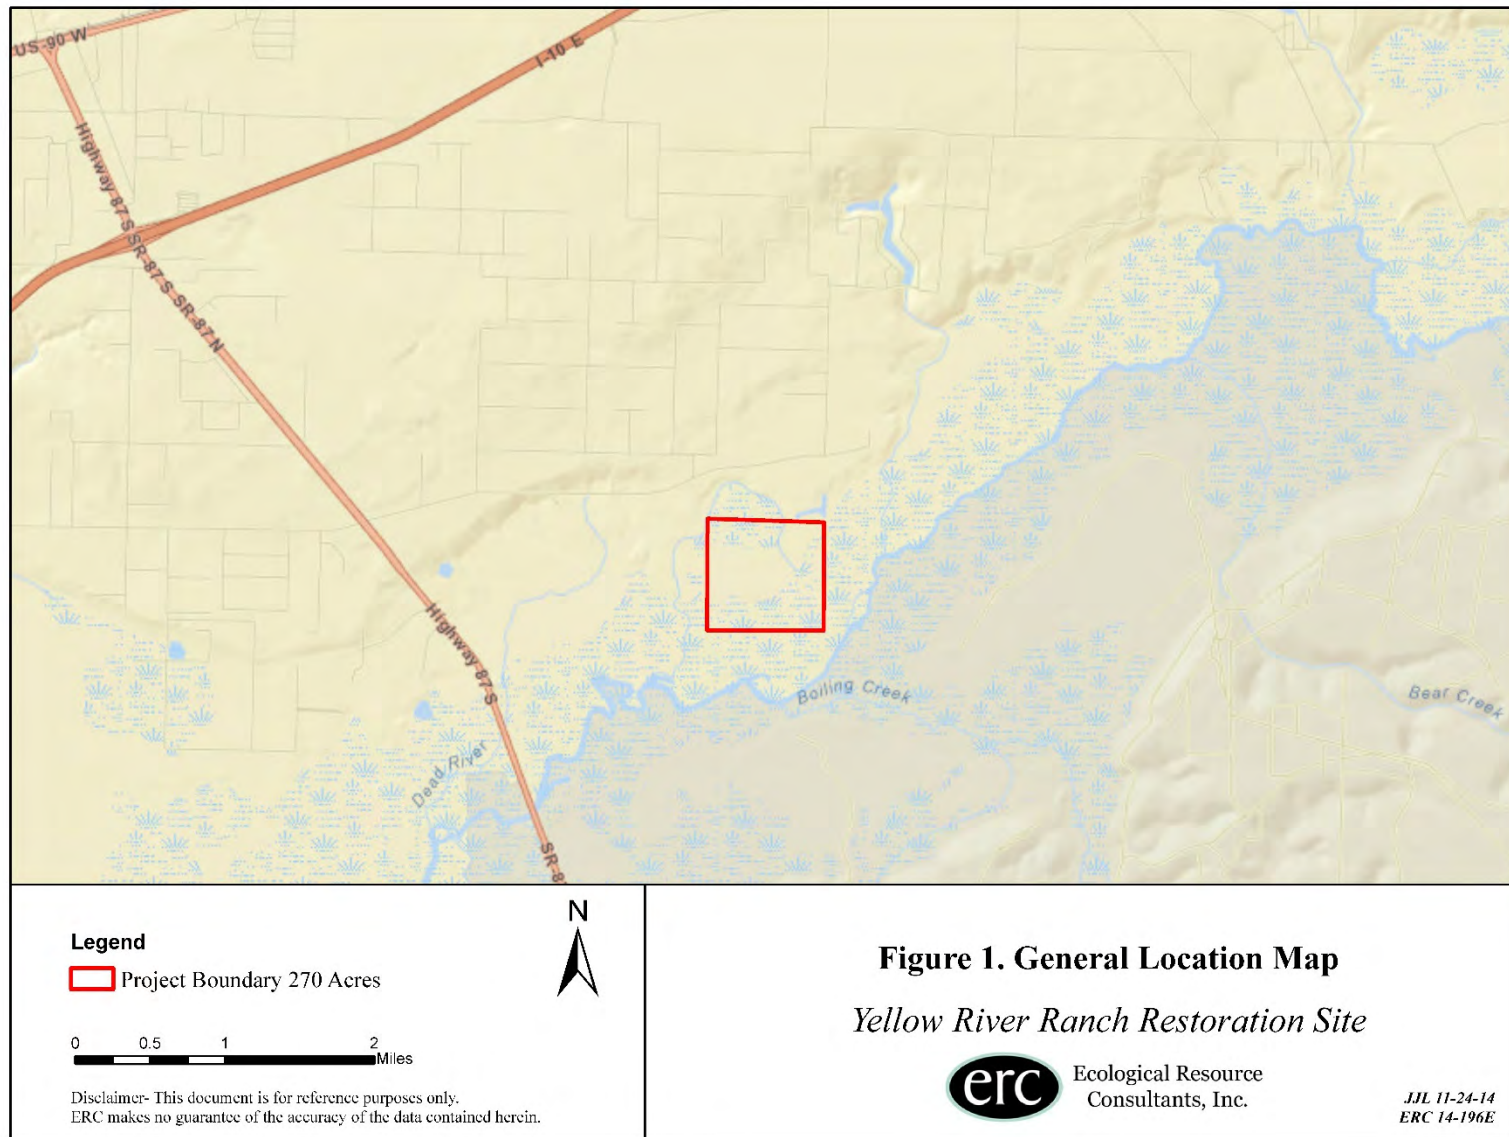 US-90 W
I-10 E
Highway 87 S SR-87 S SR-87 N
Highway 87 S
Dead River
SR-8
Boiling Creek
Bear Creek
Legend
Project Boundary 270 Acres
N
0 0.5 1 2
Miles
Disclaimer- This document is for reference purposes only.
ERC makes no guarantee of the accuracy of the data contained herein.
Figure 1. General Location Map
Yellow River Ranch Restoration Site
erc
Ecological Resource
Consultants, Inc.
JJL 11-24-14
ERC 14-196E